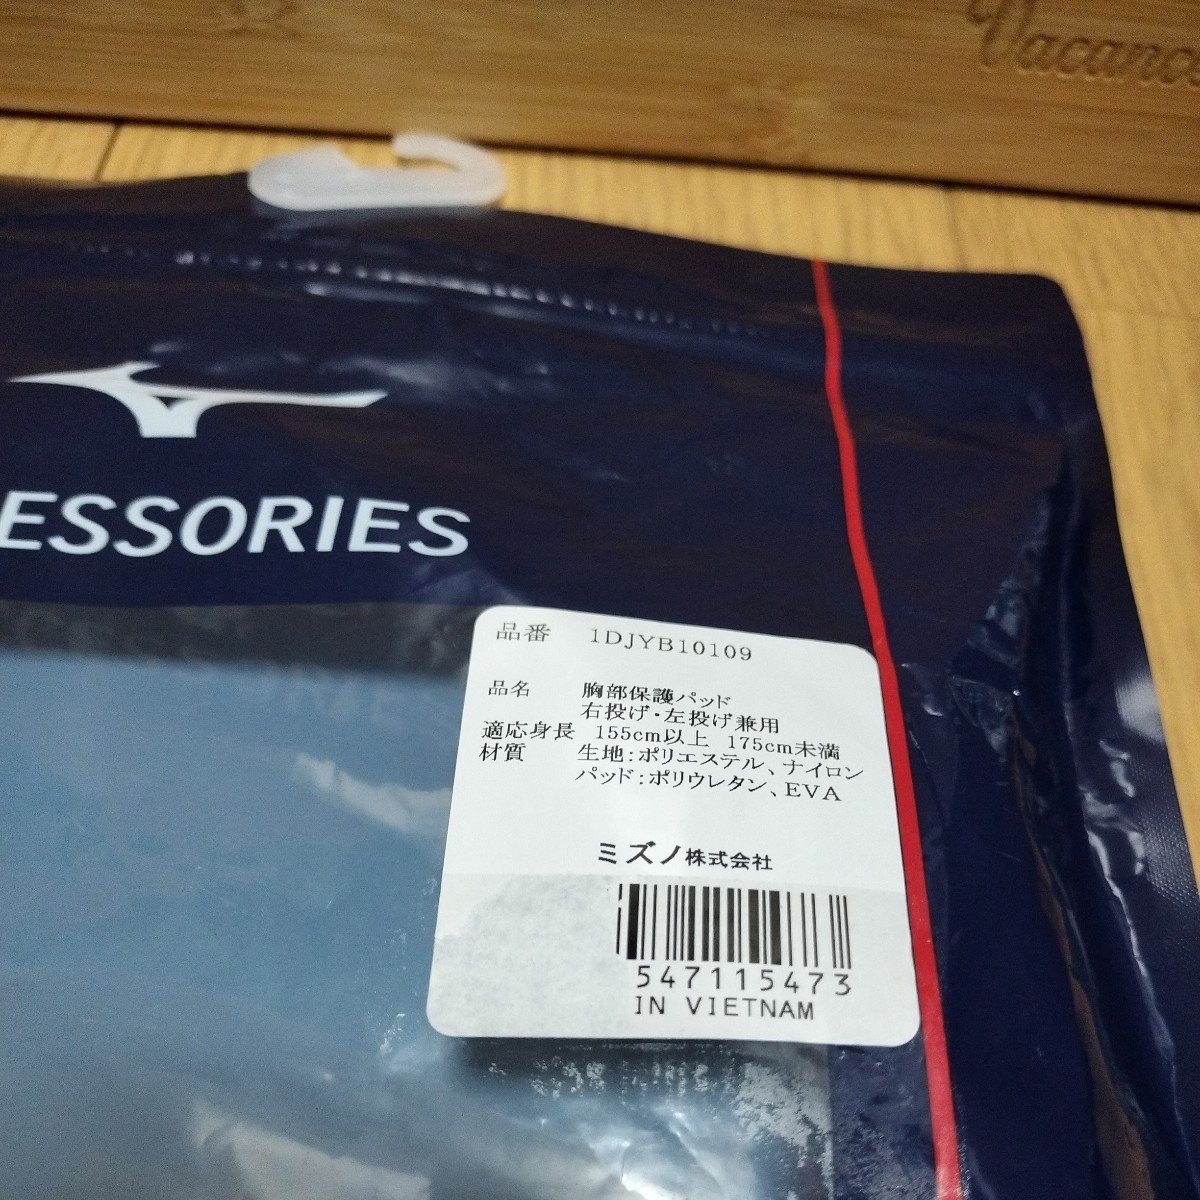 Vacan
ESSORIES
品番 1DJYB10109
品名 胸部保護パッド
右投げ・左投げ兼用
適応身長 155cm以上 175cm未満
材質 生地：ポリエステル、ナイロン
パッド：ポリウレタン、EVA
ミズノ株式会社
547115473
IN VIETNAM